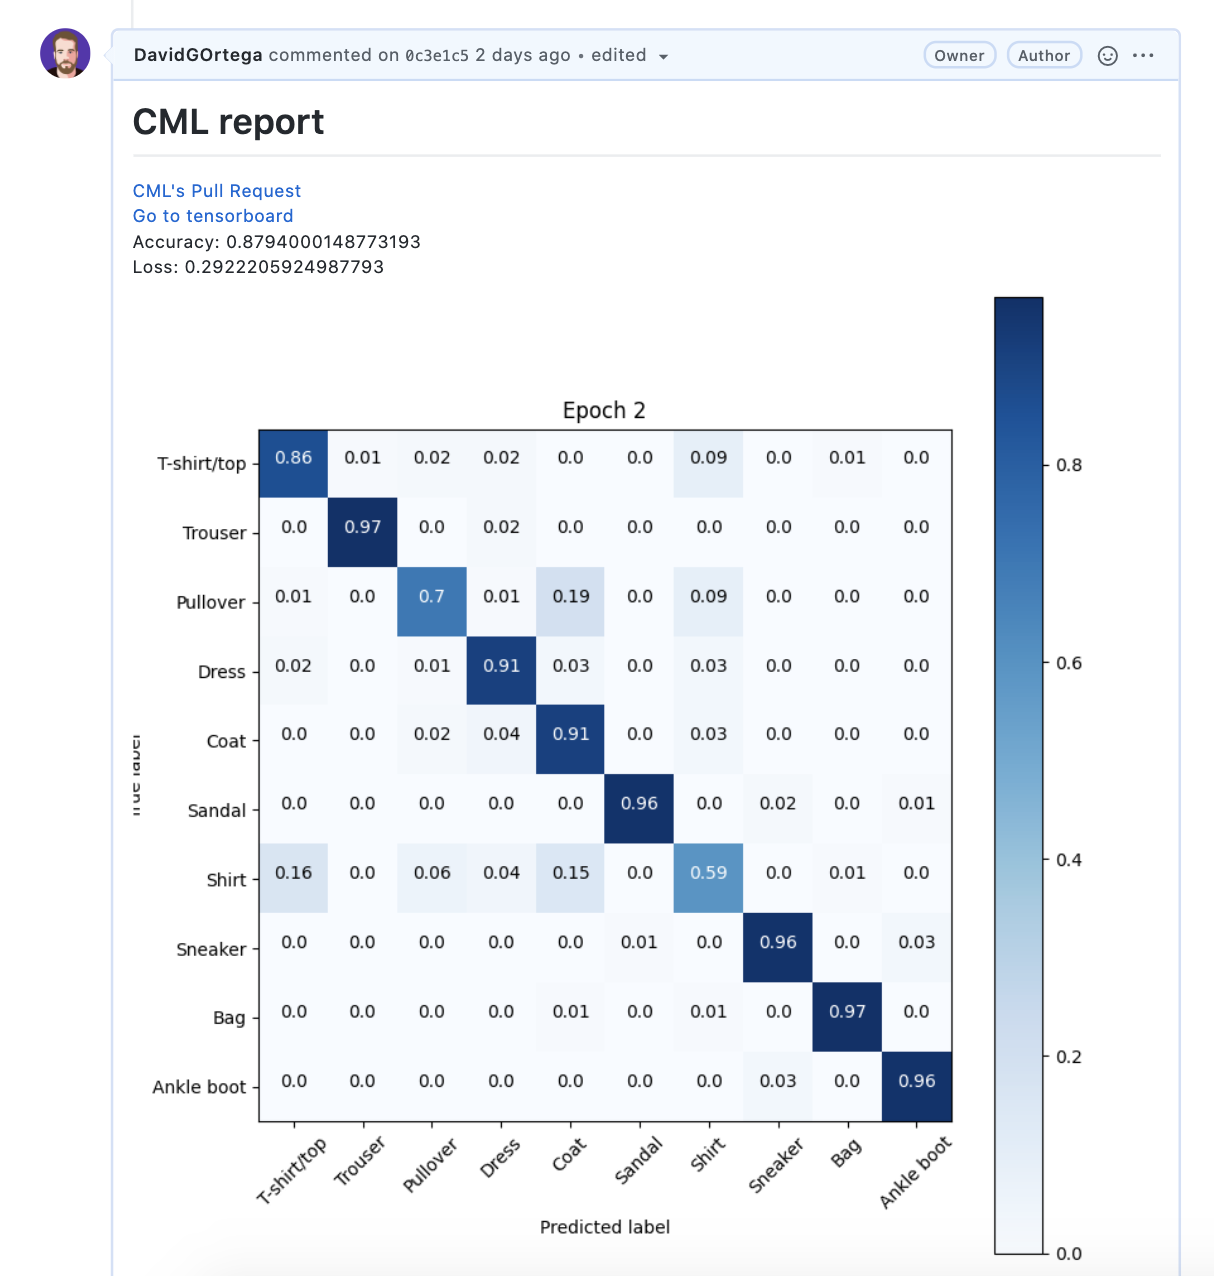 DavidGOrtega commented on 0c3e1c5 2 days ago • edited
Owner
Author
CML report
CML's Pull Request
Go to tensorboard
Accuracy: 0.8794000148773193
Loss: 0.2922205924987793
Epoch 2
T-shirt/top 0.86 0.01 0.02 0.02 0.0 0.0 0.09 0.0 0.01 0.0
Trouser 0.0 0.97 0.0 0.02 0.0 0.0 0.0 0.0 0.0 0.0
Pullover 0.01 0.0 0.7 0.01 0.19 0.0 0.09 0.0 0.0 0.0
Dress 0.02 0.0 0.01 0.91 0.03 0.0 0.03 0.0 0.0 0.0
Coat 0.0 0.0 0.02 0.04 0.91 0.0 0.03 0.0 0.0 0.0
Sandal 0.0 0.0 0.0 0.0 0.0 0.96 0.0 0.02 0.0 0.01
Shirt 0.16 0.0 0.06 0.04 0.15 0.0 0.59 0.0 0.01 0.0
Sneaker 0.0 0.0 0.0 0.0 0.0 0.01 0.0 0.96 0.0 0.03
Bag 0.0 0.0 0.0 0.0 0.01 0.0 0.01 0.0 0.97 0.0
Ankle boot 0.0 0.0 0.0 0.0 0.0 0.0 0.0 0.03 0.0 0.96
T-shirt/top Trouser Pullover Dress Coat Sandal Shirt Sneaker Bag Ankle boot
Predicted label
True label
0.8
0.6
0.4
0.2
0.0